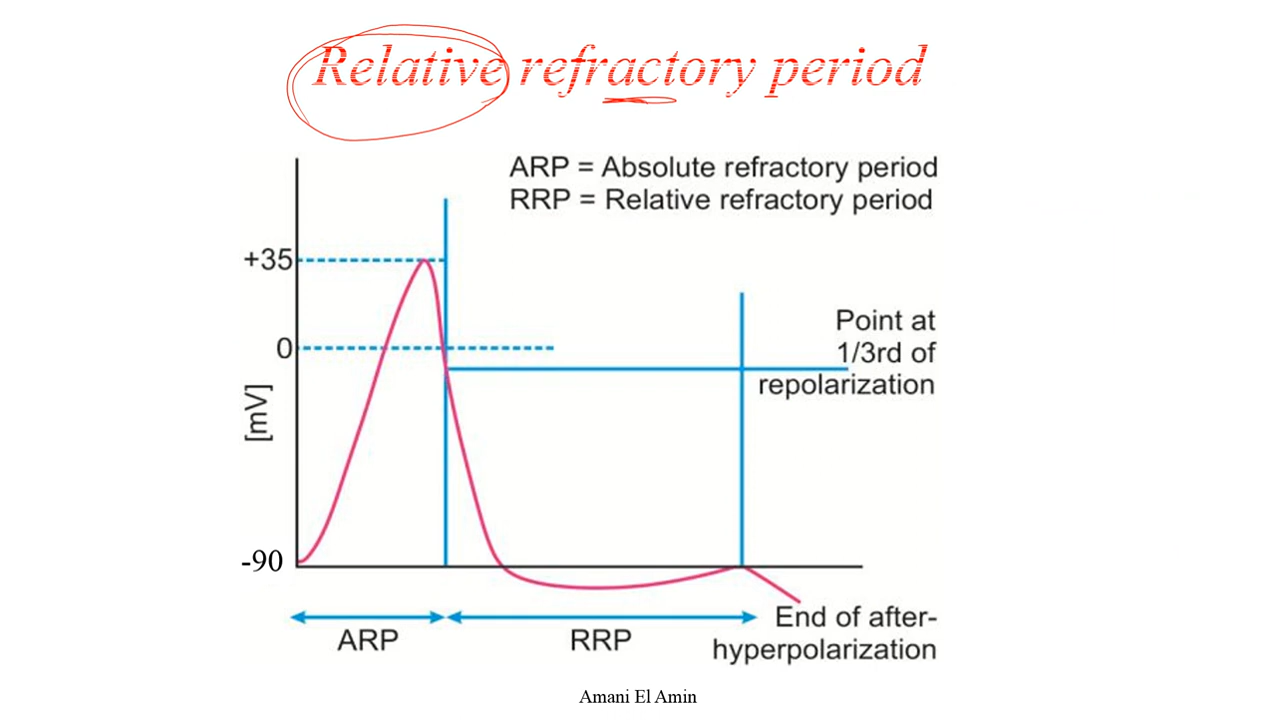 Relative refractory period
ARP = Absolute refractory period
RRP = Relative refractory period
+35
0
[mV]
-90
Point at
1/3rd of
repolarization
ARP
RRP
End of after-
hyperpolarization
Amani El Amin